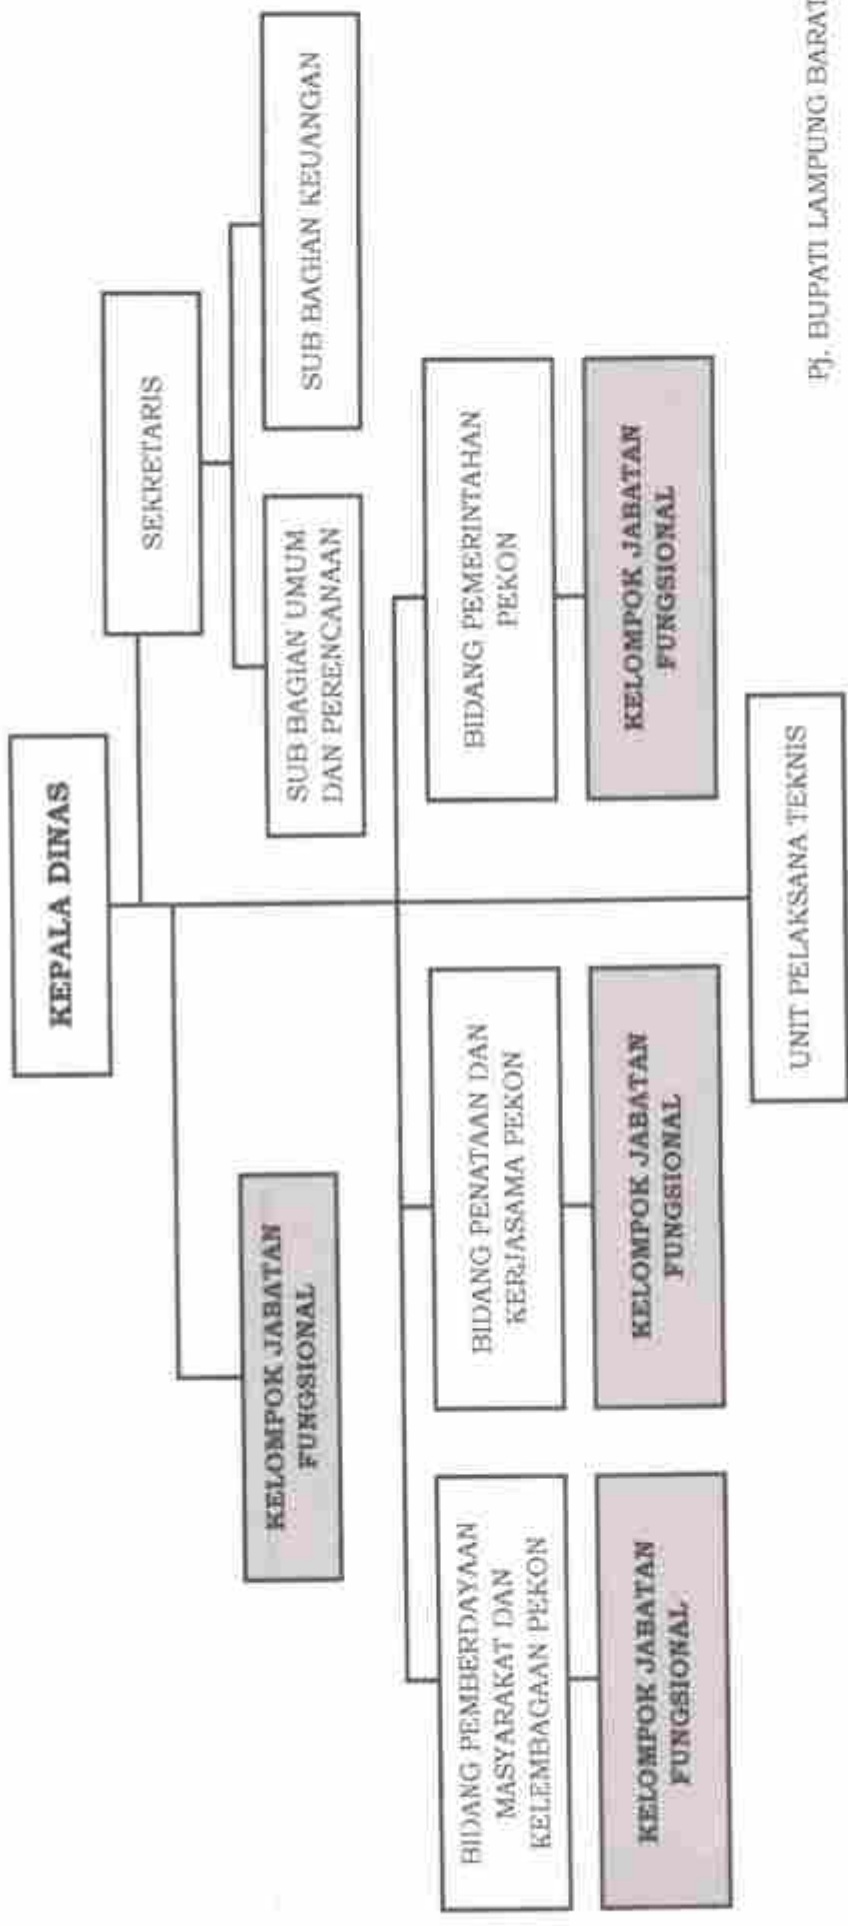 KEPALA DINAS
SEKRETARIS
KELOMPOK JABATAN
FUNGSIONAL
SUB BAGIAN UMUM
DAN PERENCANAAN
SUB BAGIAN KEUANGAN
BIDANG PEMBERDAYAAN
MASYARAKAT DAN
KELEMBAGAAN PEKON
BIDANG PENATAAN DAN
KERJASAMA PEKON
BIDANG PEMERINTAHAN
PEKON
KELOMPOK JABATAN
FUNGSIONAL
KELOMPOK JABATAN
FUNGSIONAL
KELOMPOK JABATAN
FUNGSIONAL
UNIT PELAKSANA TEKNIS
Pj. BUPATI LAMPUNG BARAT